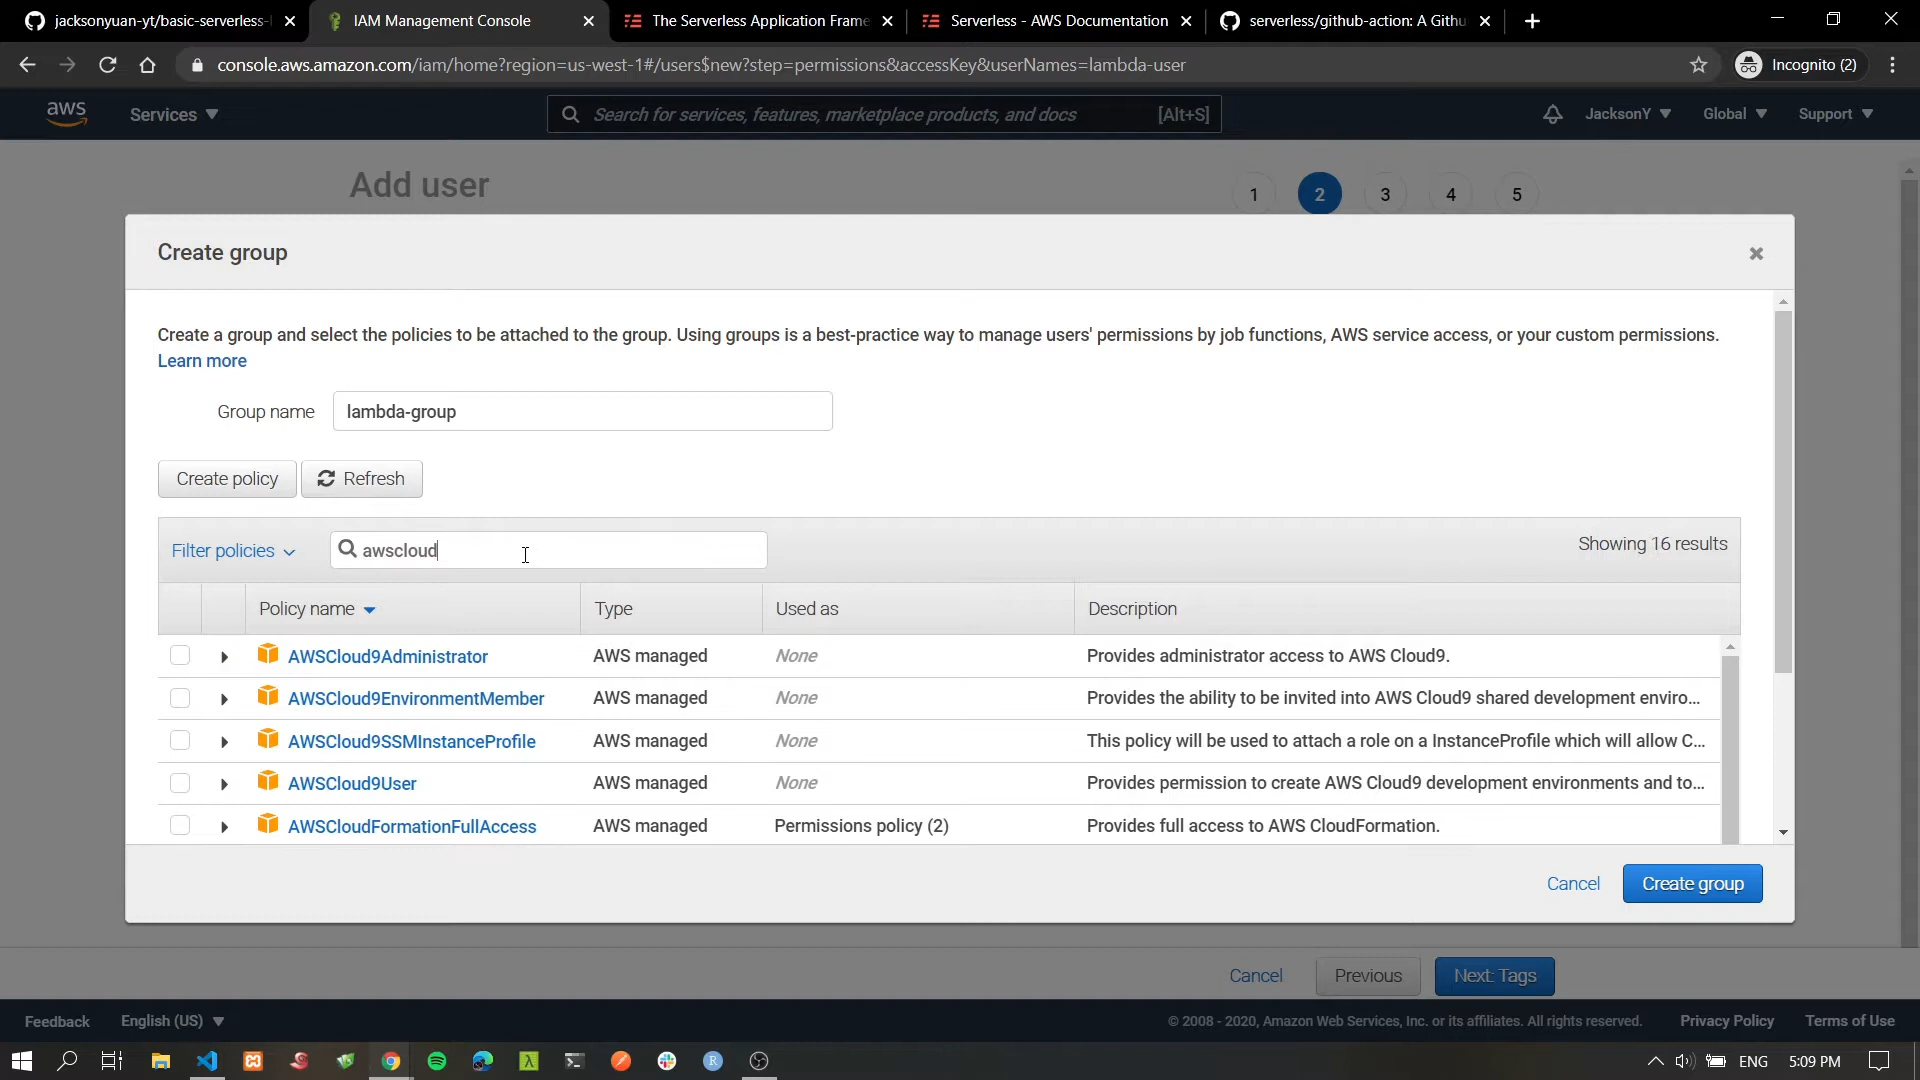 jacksonyuan-yt/basic-serverless-
IAM Management Console
The Serverless Application Frame
Serverless - AWS Documentation
serverless/github-action: A Githu
console.aws.amazon.com/iam/home?region=us-west-1#/users$new?step=permissions&accessKey&userNames=lambda-user
Incognito (2)
aws
Services
Search for services, features, marketplace products, and docs
[Alt+S]
JacksonY
Global
Support
Add user
1
2
3
4
5
Create group
Create a group and select the policies to be attached to the group. Using groups is a best-practice way to manage users' permissions by job functions, AWS service access, or your custom permissions.
Learn more
Group name
lambda-group
Create policy
Refresh
Filter policies
awscloud
Showing 16 results
Policy name
Type
Used as
Description
AWSCloud9Administrator
AWS managed
None
Provides administrator access to AWS Cloud9.
AWSCloud9EnvironmentMember
AWS managed
None
Provides the ability to be invited into AWS Cloud9 shared development enviro...
AWSCloud9SSMInstanceProfile
AWS managed
None
This policy will be used to attach a role on a InstanceProfile which will allow C...
AWSCloud9User
AWS managed
None
Provides permission to create AWS Cloud9 development environments and to...
AWSCloudFormationFullAccess
AWS managed
Permissions policy (2)
Provides full access to AWS CloudFormation.
Cancel
Create group
Cancel
Previous
Next: Tags
Feedback
English (US)
© 2008 - 2020, Amazon Web Services, Inc. or its affiliates. All rights reserved.
Privacy Policy
Terms of Use
R
ENG
5:09 PM